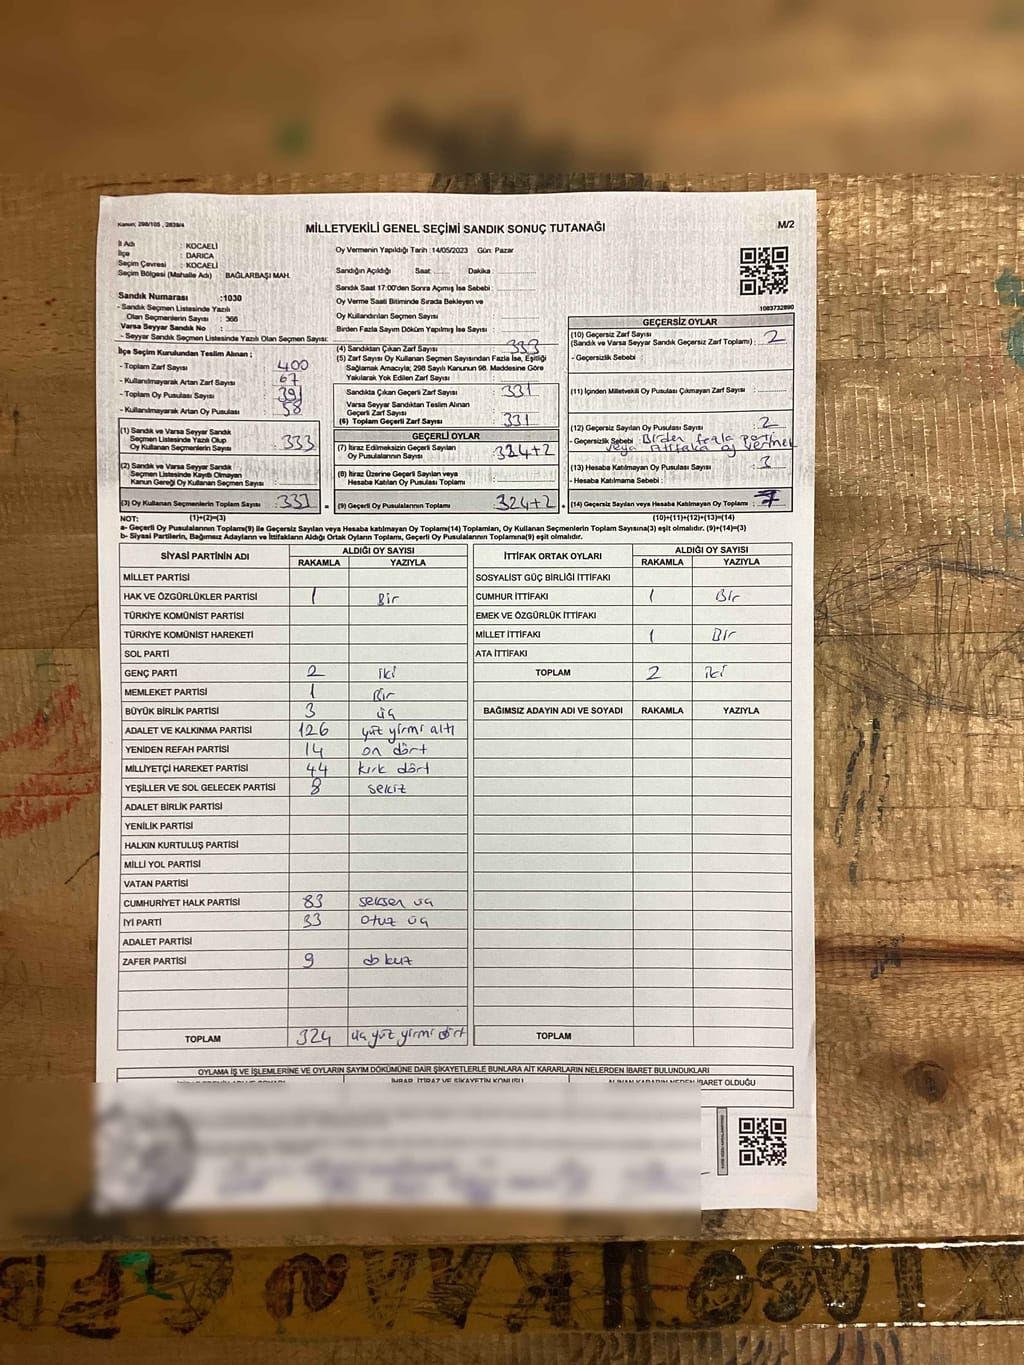 Kanun: 298/105 , 2839/4
MİLLETVEKİLİ GENEL SEÇİMİ SANDIK SONUÇ TUTANAĞI
M/2
İl Adı : KOCAELİ
İlçe : DARICA
Seçim Çevresi : KOCAELİ
Seçim Bölgesi (Mahalle Adı) : BAĞLARBAŞI MAH.
Sandık Numarası :1030
- Sandık Seçmen Listesinde Yazılı
Olan Seçmenlerin Sayısı : 366
Varsa Seyyar Sandık No :
- Seyyar Sandık Seçmen Listesinde Yazılı Olan Seçmen Sayısı:
Oy Vermenin Yapıldığı Tarih :14/05/2023 Gün: Pazar
Sandığın Açıldığı Saat: Dakika :
Sandık Saat 17:00'den Sonra Açımış İse Sebebi :
Oy Verme Saati Bitiminde Sırada Bekleyen ve
Oy Kullandırılan Seçmen Sayısı :
Birden Fazla Sayım Döküm Yapılmış İse Sayısı :
1083732890
İlçe Seçim Kurulundan Teslim Alınan ;
- Toplam Zarf Sayısı : 400
- Kullanılmayarak Artan Zarf Sayısı : 67
- Toplam Oy Pusulası Sayısı : 391
- Kullanılmayarak Artan Oy Pusulası : 58
(1) Sandık ve Varsa Seyyar Sandık
Seçmen Listesinde Yazılı Olup
Oy Kullanan Seçmenlerin Sayısı : 333
(2) Sandık ve Varsa Seyyar Sandık
Seçmen Listesinde Kayıtlı Olmayan
Kanun Gereği Oy Kullanan Seçmenlerin Sayısı:
(3) Oy Kullanan Seçmenlerin Toplam Sayısı :
(4) Sandıktan Çıkan Zarf Sayısı : 333
(5) Zarf Sayısı Oy Kullanan Seçmen Sayısından Fazla İse, Eşitliği
Sağlamak Amacıyla; 298 Sayılı Kanunun 98. Maddesine Göre
Yakılarak Yok Edilen Zarf Sayısı :
Sandıkta Çıkan Geçerli Zarf Sayısı : 331
Varsa Seyyar Sandıktan Teslim Alınan
Geçerli Zarf Sayısı :
(6) Toplam Geçerli Zarf Sayısı : 331
GEÇERLİ OYLAR
(7) İtiraz Edilmeksizin Geçerli Sayılan
Oy Pusulalarının Sayısı : 324+2
(8) İtiraz Üzerine Geçerli Sayılan veya
Hesaba Katılan Oy Pusulası Toplamı :
(9) Geçerli Oy Pusulalarının Toplamı : 324+2
GEÇERSİZ OYLAR
(10) Geçersiz Zarf Sayısı
(Sandık ve Varsa Seyyar Sandık Geçersiz Zarf Toplamı) : 2
- Geçersizlik Sebebi :
(11) İçinden Milletvekili Oy Pusulası Çıkmayan Zarf Sayısı :
(12) Geçersiz Sayılan Oy Pusulası Sayısı : 2
- Geçersizlik Sebebi : Birden fazla parti
veya ittifaka oy vermek
(13) Hesaba Katılmayan Oy Pusulası Sayısı : 3
- Hesaba Katılmama Sebebi :
(14) Geçersiz Sayılan veya Hesaba Katılmayan Oy Toplamı : 7
NOT: (1)+(2)=(3) (10)+(11)+(12)+(13)=(14)
a- Geçerli Oy Pusulalarının Toplamı(9) ile Geçersiz Sayılan veya Hesaba katılmayan Oy Toplamı(14) Toplamları, Oy Kullanan Seçmenlerin Toplam Sayısına(3) eşit olmalıdır. (9)+(14)=(3)
b- Siyasi Partilerin, Bağımsız Adayların ve İttifakların Aldığı Ortak Oyların Toplamı, Geçerli Oy Pusulalarının Toplamına(9) eşit olmalıdır.
SİYASİ PARTİNİN ADI ALDIĞI OY SAYISI
RAKAMLA YAZIYLA
MİLLET PARTİSİ
HAK VE ÖZGÜRLÜKLER PARTİSİ 1 Bir
TÜRKİYE KOMÜNİST PARTİSİ
TÜRKİYE KOMÜNİST HAREKETİ
SOL PARTİ
GENÇ PARTİ 2 iki
MEMLEKET PARTİSİ 1 Bir
BÜYÜK BİRLİK PARTİSİ 3 üç
ADALET VE KALKINMA PARTİSİ 126 yüz yirmi altı
YENİDEN REFAH PARTİSİ 14 on dört
MİLLİYETÇİ HAREKET PARTİSİ 44 kırk dört
YEŞİLLER VE SOL GELECEK PARTİSİ 8 sekiz
ADALET BİRLİK PARTİSİ
YENİLİK PARTİSİ
HALKIN KURTULUŞ PARTİSİ
MİLLİ YOL PARTİSİ
VATAN PARTİSİ
CUMHURİYET HALK PARTİSİ 83 seksen üç
İYİ PARTİ 33 otuz üç
ADALET PARTİSİ
ZAFER PARTİSİ 9 dokuz
TOPLAM 324 üç yüz yirmi dört
İTTİFAK ORTAK OYLARI ALDIĞI OY SAYISI
RAKAMLA YAZIYLA
SOSYALİST GÜÇ BİRLİĞİ İTTİFAKI
CUMHUR İTTİFAKI 1 Bir
EMEK VE ÖZGÜRLÜK İTTİFAKI
MİLLET İTTİFAKI 1 Bir
ATA İTTİFAKI
TOPLAM 2 iki
BAĞIMSIZ ADAYIN ADI VE SOYADI RAKAMLA YAZIYLA
TOPLAM
OYLAMA İŞ VE İŞLEMLERİNE VE OYLARIN SAYIM DÖKÜMÜNE DAİR ŞİKAYETLERLE BUNLARA AİT KARARLARIN NELERDEN İBARET BULUNDUKLARI
İHBAR, İTİRAZ VE ŞİKAYETİN KONUSU